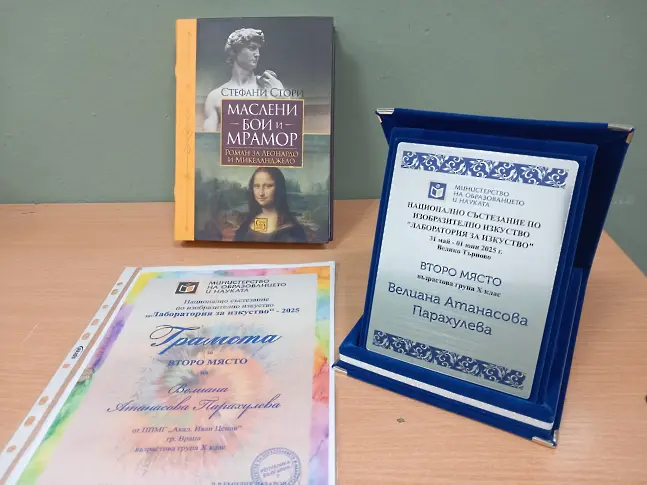 СТЕФАНИ СТОРИ
МАСЛЕНИ
БОИ И
МРАМОР
РОМАН ЗА ЛЕОНАРДО
И МИКЕЛАНДЖЕЛО
МИНИСТЕРСТВО
НА ОБРАЗОВАНИЕТО
И НАУКАТА
НАЦИОНАЛНО СЪСТЕЗАНИЕ ПО
ИЗОБРАЗИТЕЛНО ИЗКУСТВО
"ЛАБОРАТОРИЯ ЗА ИЗКУСТВО"
31 май - 01 юни 2025 г.
Велико Търново
ВТОРО МЯСТО
възрастова група X клас
Велиана Атанасова
Парахулева
МИНИСТЕРСТВО
НА ОБРАЗОВАНИЕТО
И НАУКАТА
Национално състезание
по изобразително изкуство
"Лаборатория за изкуство" - 2025
Грамота
за
ВТОРО МЯСТО
на
Велиана
Атанасова Парахулева
от ППМГ "Акад. Иван Ценов"
гр. Враца
възрастова група X клас